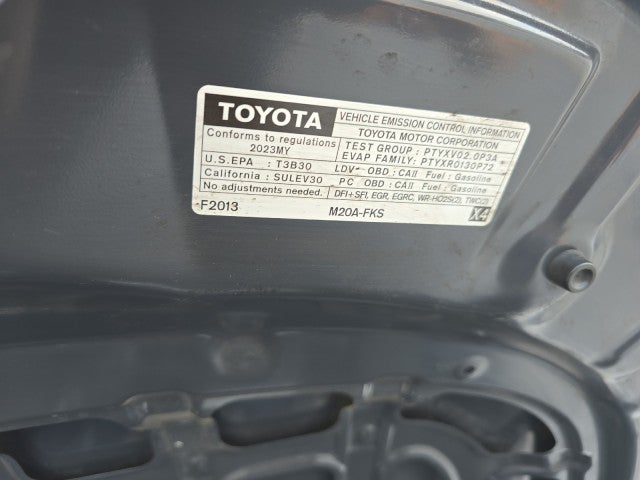 TOYOTA
VEHICLE EMISSION CONTROL INFORMATION
TOYOTA MOTOR CORPORATION
Conforms to regulations
2023MY
TEST GROUP : PTYXV02.0P3A
EVAP FAMILY: PTYXR0130P72
U.S.EPA : T3B30 LDV OBD : CAII Fuel : Gasoline
California : SULEV30 PC OBD : CAII Fuel : Gasoline
No adjustments needed. DFI+SFI, EGR, EGRC, WR-HO2S(2), TWC(2)
F2013 M20A-FKS X4